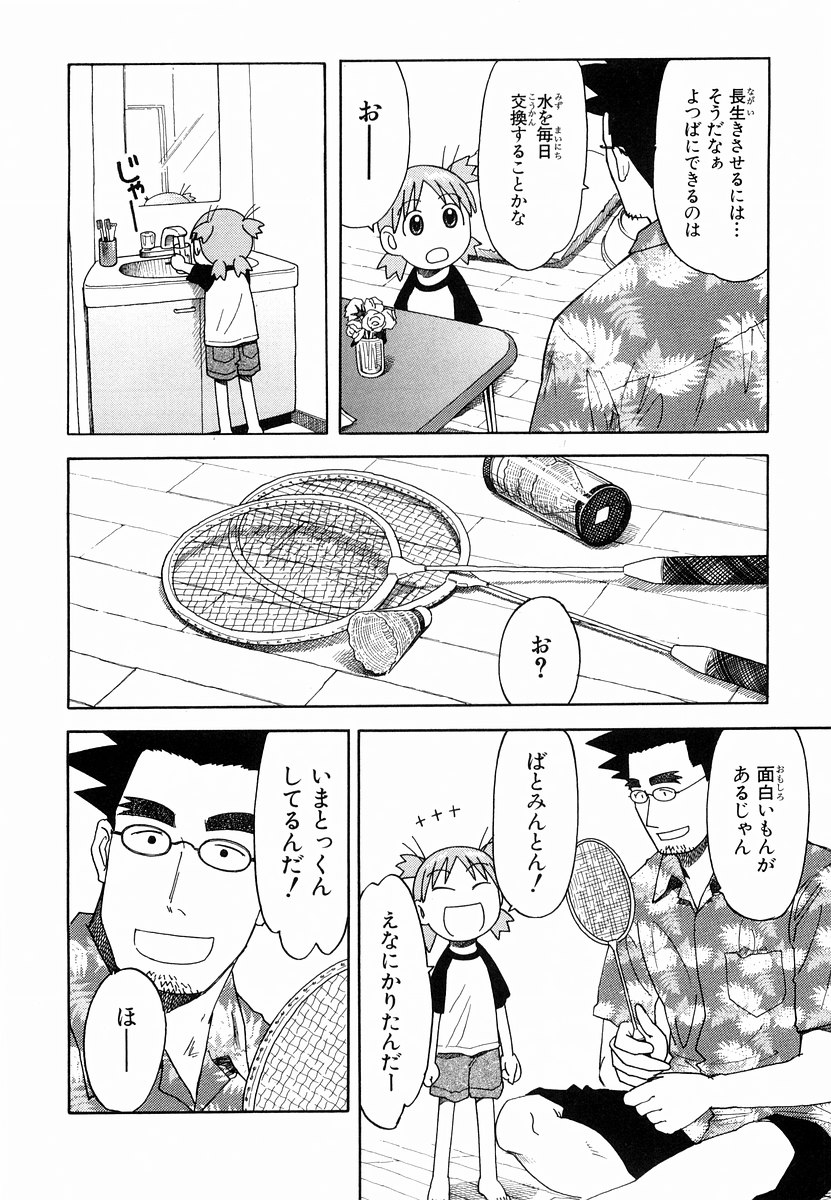 長生きさせるには…
そうだなぁ
よつばにできるのは
水を毎日
交換することかな
おー
じゃー
お?
面白いもんが
あるじゃん
ばとみんとん!
えなにかりたんだー
いまとっくん
してるんだ!
ほー